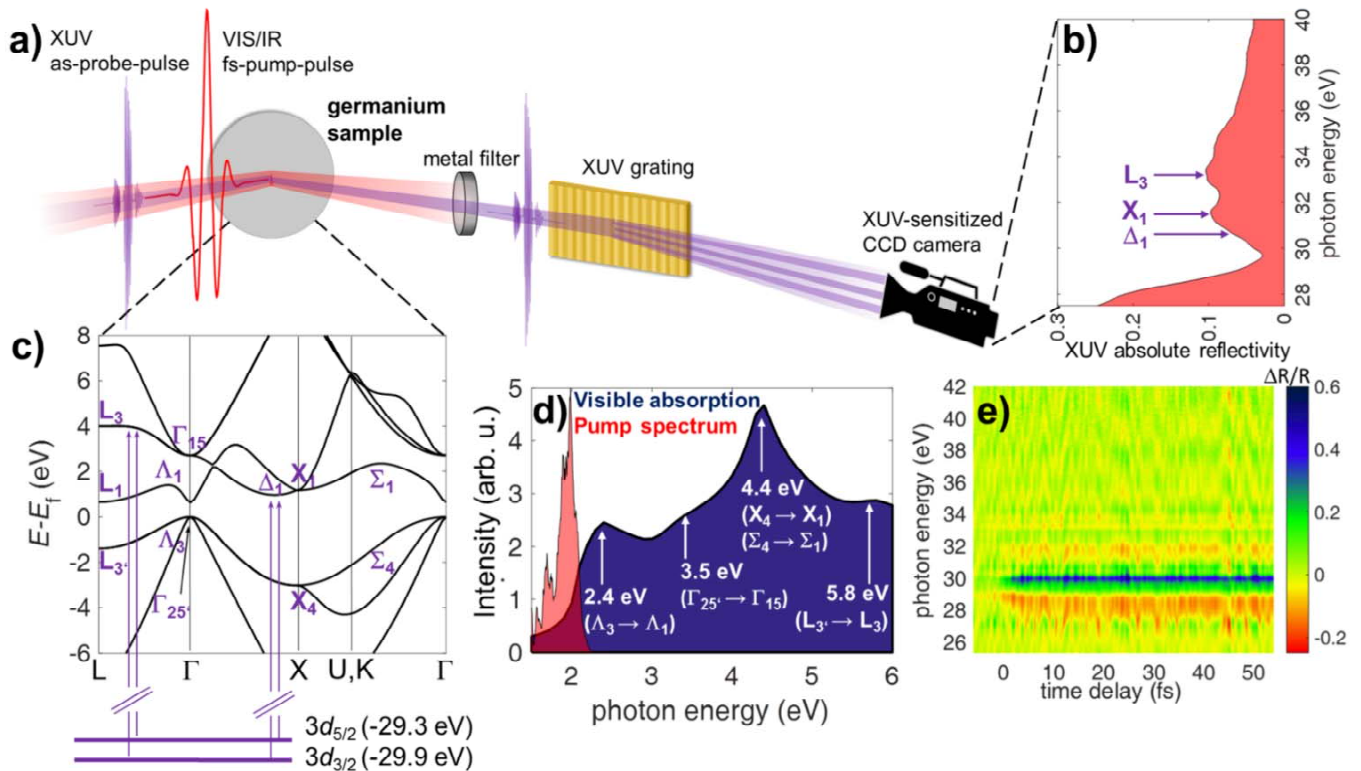 a)
XUV
as-probe-pulse
VIS/IR
fs-pump-pulse
germanium
sample
metal filter
XUV grating
XUV-sensitized
CCD camera
b)
L₃
X₁
Δ₁
40
38
36
34
32
30
28
photon energy (eV)
0.3
0.2
0.1
0
XUV absolute reflectivity
c)
8
6
4
2
0
-2
-4
-6
E-E_f (eV)
L₃
Γ₁₅
L₁
Λ₁
Δ₁
X₁
Σ₁
L₃'
Λ₃
Γ₂₅'
X₄
Σ₄
L
Γ
X
U,K
Γ
3d₅/₂ (-29.3 eV)
3d₃/₂ (-29.9 eV)
d)
Visible absorption
Pump spectrum
5
4
3
2
1
0
Intensity (arb. u.)
2.4 eV
(Λ₃ → Λ₁)
3.5 eV
(Γ₂₅' → Γ₁₅)
4.4 eV
(X₄ → X₁)
(Σ₄ → Σ₁)
5.8 eV
(L₃' → L₃)
2
3
4
5
6
photon energy (eV)
e)
42
40
38
36
34
32
30
28
26
photon energy (eV)
0
10
20
30
40
50
time delay (fs)
ΔR/R
0.6
0.4
0.2
0
-0.2